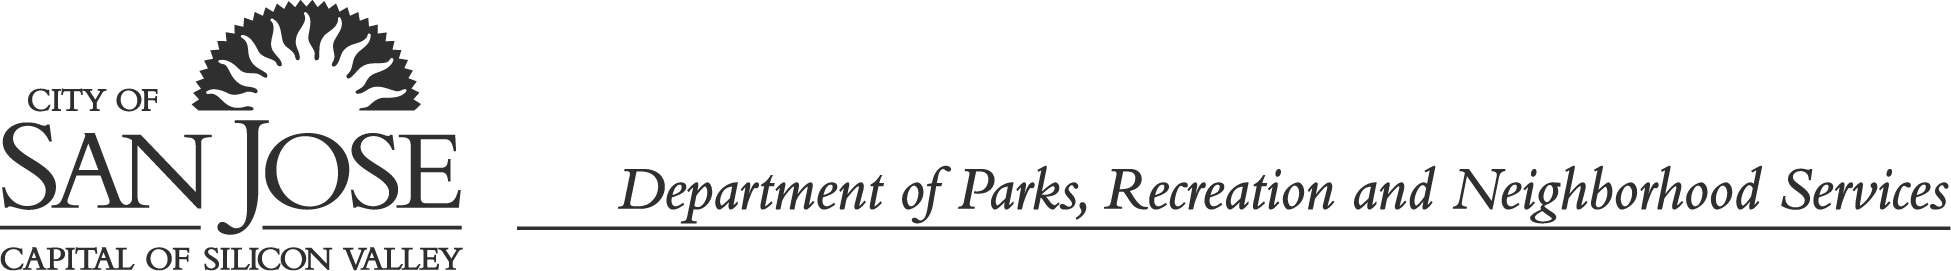 CITY OF
SAN JOSE
CAPITAL OF SILICON VALLEY
Department of Parks, Recreation and Neighborhood Services